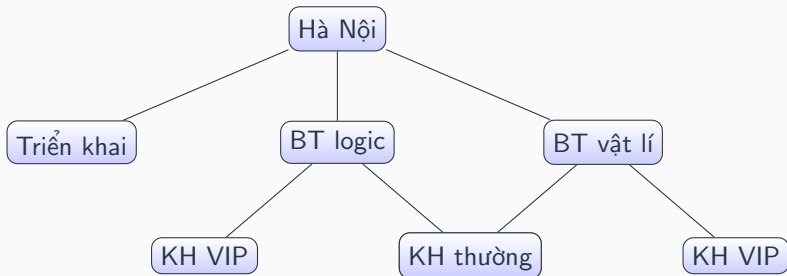 Hà Nội
Triển khai
BT logic
BT vật lí
KH VIP
KH thường
KH VIP